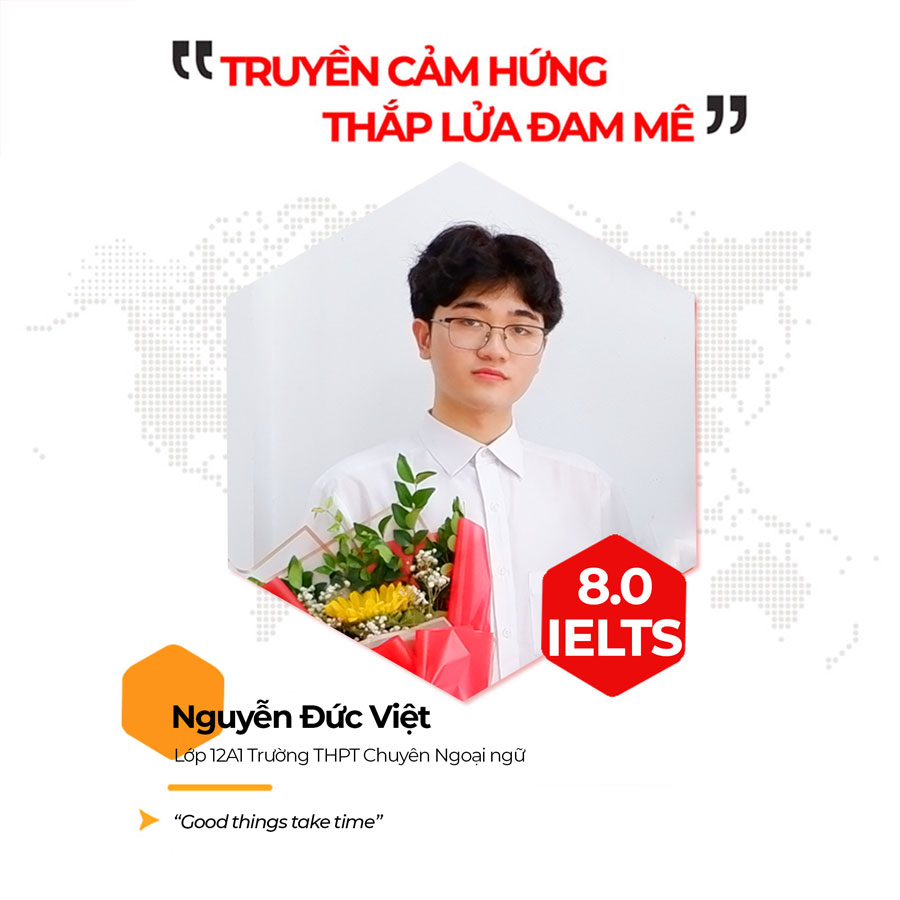 “ TRUYỀN CẢM HỨNG
THẮP LỬA ĐAM MÊ ”
8.0
IELTS
Nguyễn Đức Việt
Lớp 12A1 Trường THPT Chuyên Ngoại ngữ
“Good things take time”